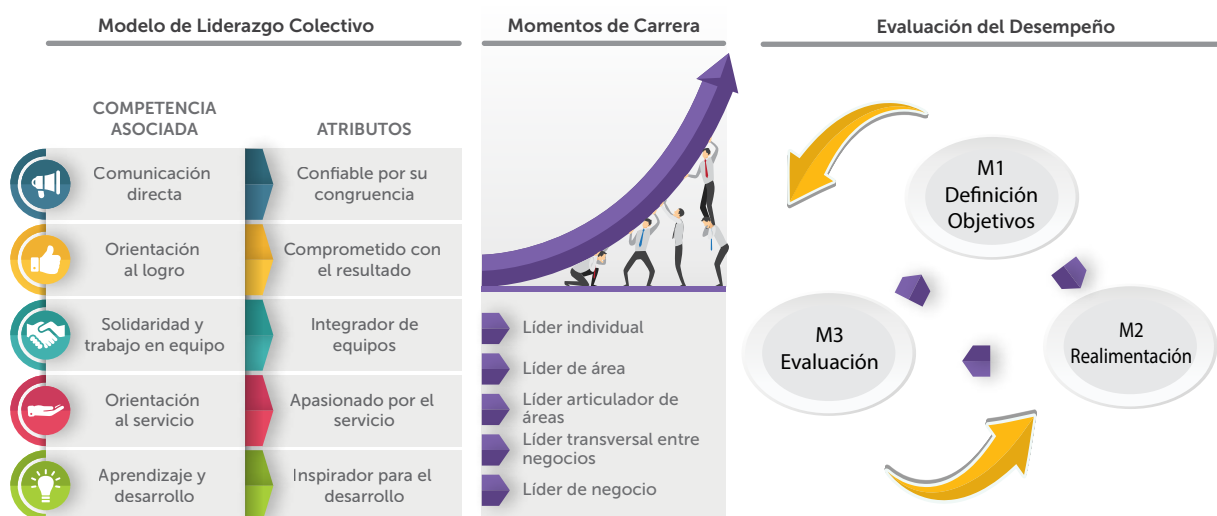 Modelo de Liderazgo Colectivo
COMPETENCIA
ASOCIADA
ATRIBUTOS
Comunicación
directa
Confiable por su
congruencia
Orientación
al logro
Comprometido con
el resultado
Solidaridad y
trabajo en equipo
Integrador de
equipos
Orientación
al servicio
Apasionado por el
servicio
Aprendizaje y
desarrollo
Inspirador para el
desarrollo
Momentos de Carrera
Líder individual
Líder de área
Líder articulador de
áreas
Líder transversal entre
negocios
Líder de negocio
Evaluación del Desempeño
M1
Definición
Objetivos
M2
Realimentación
M3
Evaluación